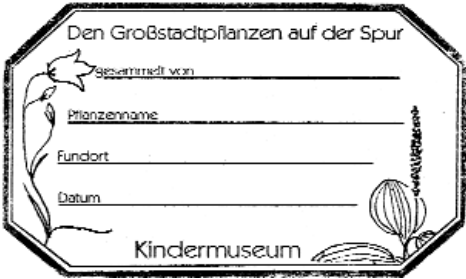 Den Großstadtpflanzen auf der Spur
gesammelt von
Pflanzenname
Fundort
Datum
Kindermuseum